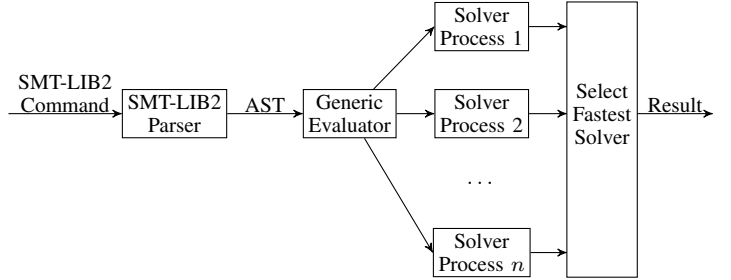 SMT-LIB2
Command
SMT-LIB2
Parser
AST
Generic
Evaluator
Solver
Process 1
Solver
Process 2
. . .
Solver
Process n
Select
Fastest
Solver
Result